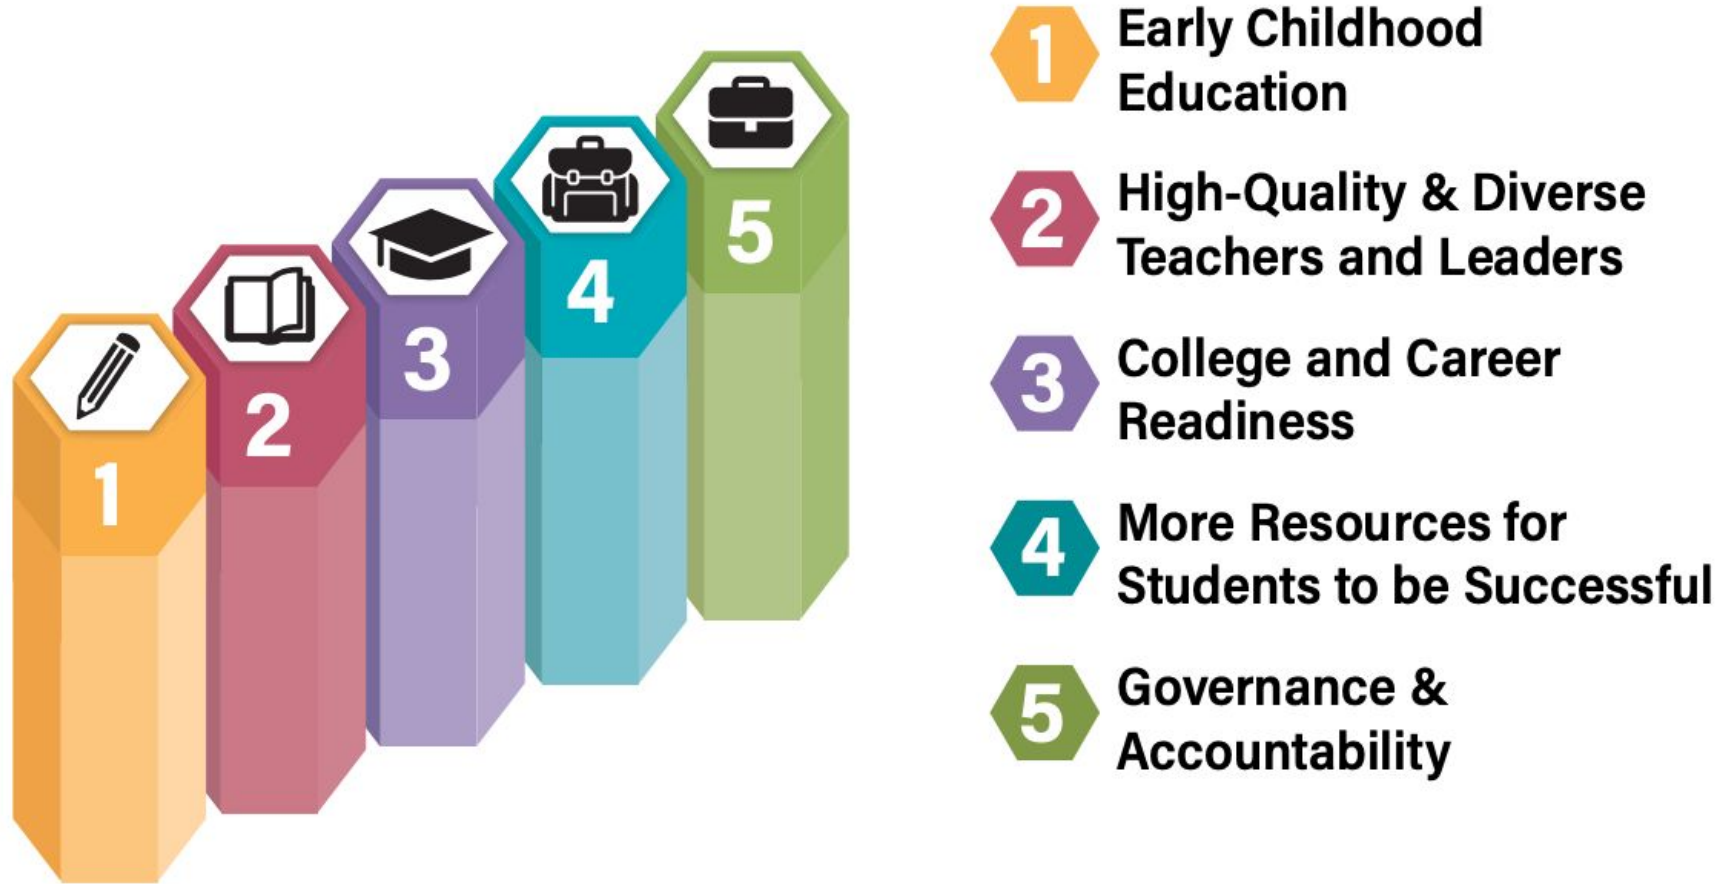 1
2
3
4
5
1 Early Childhood
Education
2 High-Quality & Diverse
Teachers and Leaders
3 College and Career
Readiness
4 More Resources for
Students to be Successful
5 Governance &
Accountability